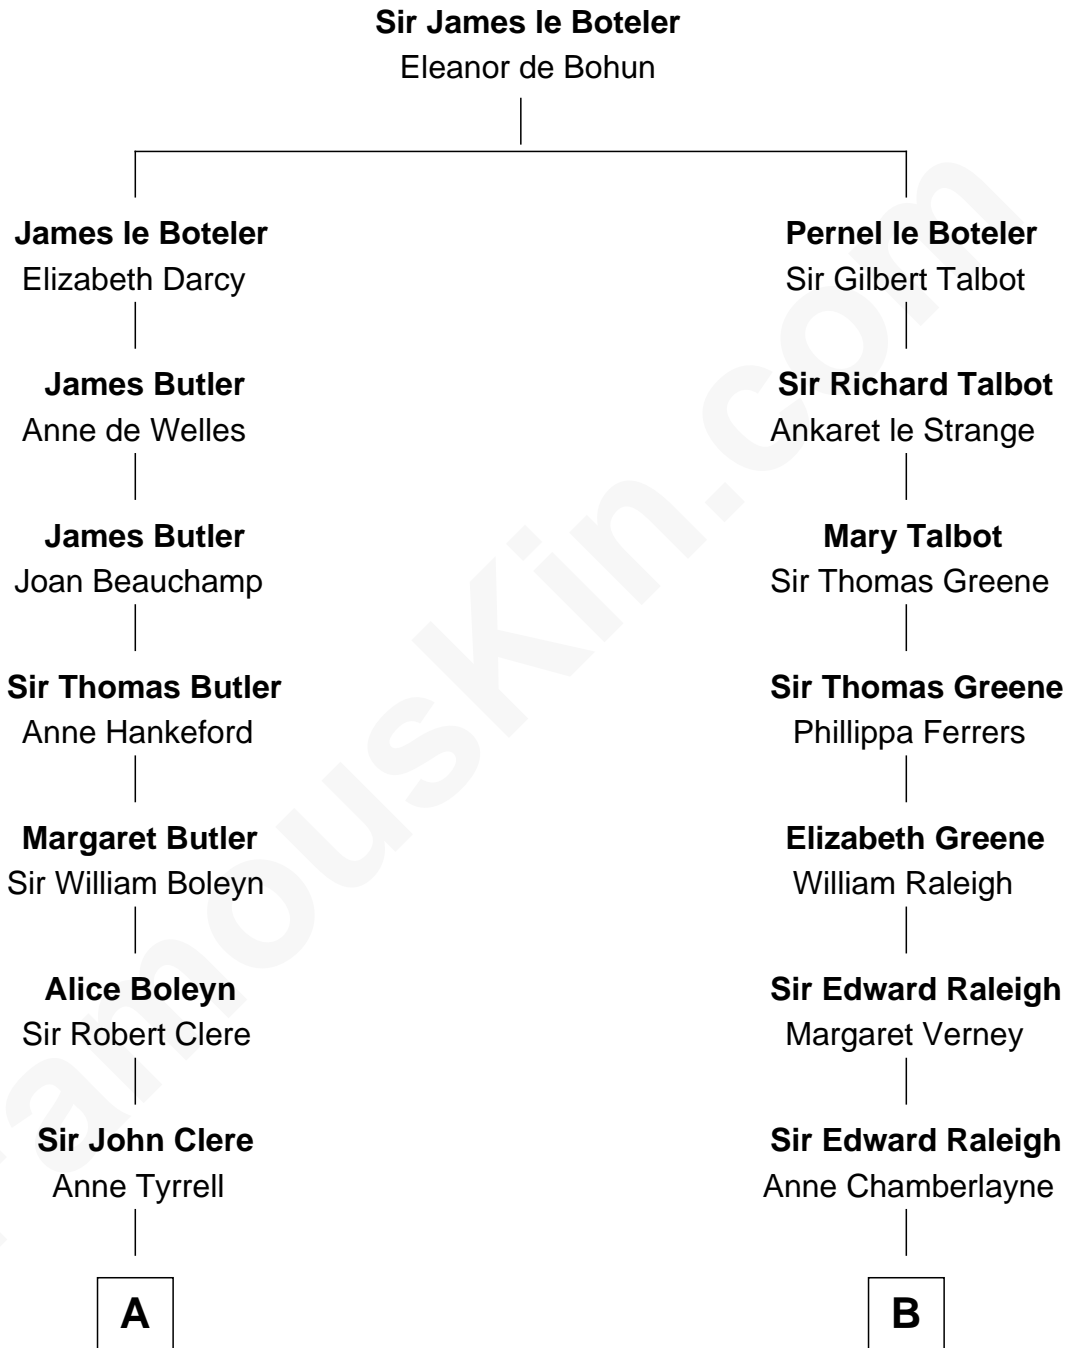 Sir James le Boteler
Eleanor de Bohun
James le Boteler
Elizabeth Darcy
Pernel le Boteler
Sir Gilbert Talbot
James Butler
Anne de Welles
Sir Richard Talbot
Ankaret le Strange
James Butler
Joan Beauchamp
Mary Talbot
Sir Thomas Greene
Sir Thomas Butler
Anne Hankeford
Sir Thomas Greene
Phillippa Ferrers
Margaret Butler
Sir William Boleyn
Elizabeth Greene
William Raleigh
Alice Boleyn
Sir Robert Clere
Sir Edward Raleigh
Margaret Verney
Sir John Clere
Anne Tyrrell
Sir Edward Raleigh
Anne Chamberlayne
A
B
FamousKin.com